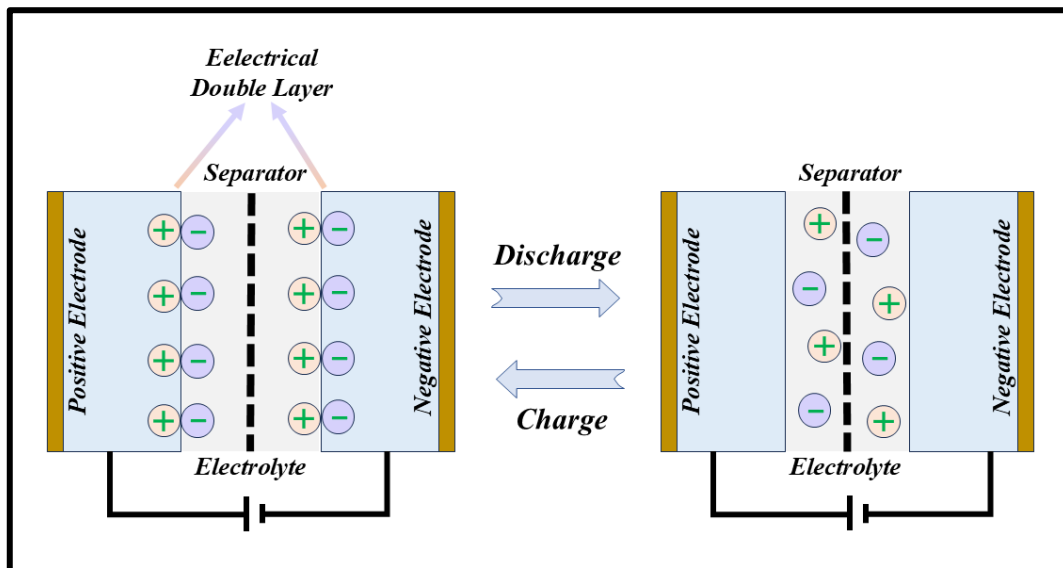 Eelectrical
Double Layer
Separator
Positive Electrode
+ −
+ −
+ −
+ −
+ −
+ −
+ −
+ −
Negative Electrode
Electrolyte
Discharge
Charge
Separator
Positive Electrode
+
−
−
+
+
−
−
+
Negative Electrode
Electrolyte